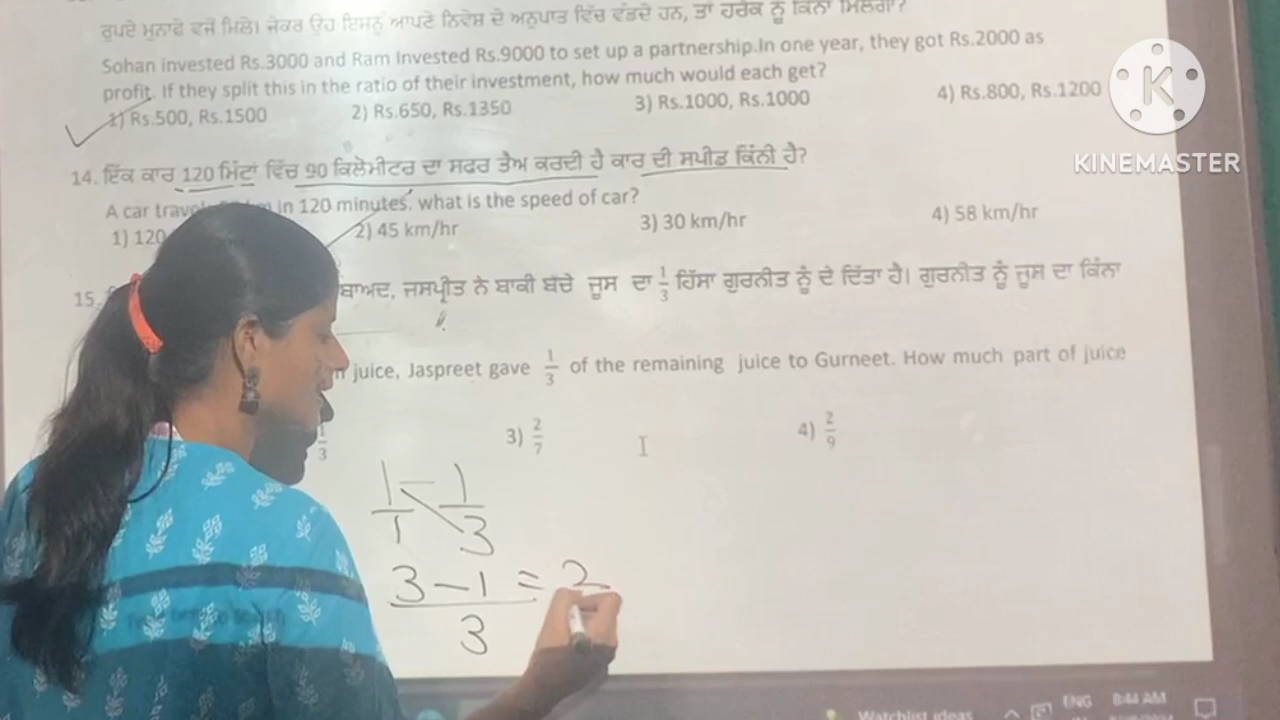 ਰੁਪਏ ਮੁਨਾਫੇ ਵਜੋਂ ਮਿਲੇ। ਜੇਕਰ ਉਹ ਇਸਨੂੰ ਆਪਣੇ ਨਿਵੇਸ਼ ਦੇ ਅਨੁਪਾਤ ਵਿੱਚ ਵੰਡਦੇ ਹਨ, ਤਾਂ ਹਰੇਕ ਨੂੰ ਕਿੰਨਾ ਮਿਲੇਗਾ?
Sohan invested Rs.3000 and Ram Invested Rs.9000 to set up a partnership.In one year, they got Rs.2000 as
profit. If they split this in the ratio of their investment, how much would each get?
1) Rs.500, Rs.1500 2) Rs.650, Rs.1350 3) Rs.1000, Rs.1000 4) Rs.800, Rs.1200
KINEMASTER
14. ਇੱਕ ਕਾਰ 120 ਮਿੰਟਾਂ ਵਿੱਚ 90 ਕਿਲੋਮੀਟਰ ਦਾ ਸਫਰ ਤੈਅ ਕਰਦੀ ਹੈ ਕਾਰ ਦੀ ਸਪੀਡ ਕਿੰਨੀ ਹੈ?
A car in 120 minutes. what is the speed of car?
1) 120 2) 45 km/hr 3) 30 km/hr 4) 58 km/hr
15. ਬਾਅਦ, ਜਸਪ੍ਰੀਤ ਨੇ ਬਾਕੀ ਬਚੇ ਜੂਸ ਦਾ 1/3 ਹਿੱਸਾ ਗੁਰਨੀਤ ਨੂੰ ਦੇ ਦਿੱਤਾ ਹੈ। ਗੁਰਨੀਤ ਨੂੰ ਜੂਸ ਦਾ ਕਿੰਨਾ
juice, Jaspreet gave 1/3 of the remaining juice to Gurneet. How much part of juice
1/3 3) 2/7 4) 2/9
1/1 - 1/3
3-1/3 = 2
Watchlist ideas ENG 8:44 AM